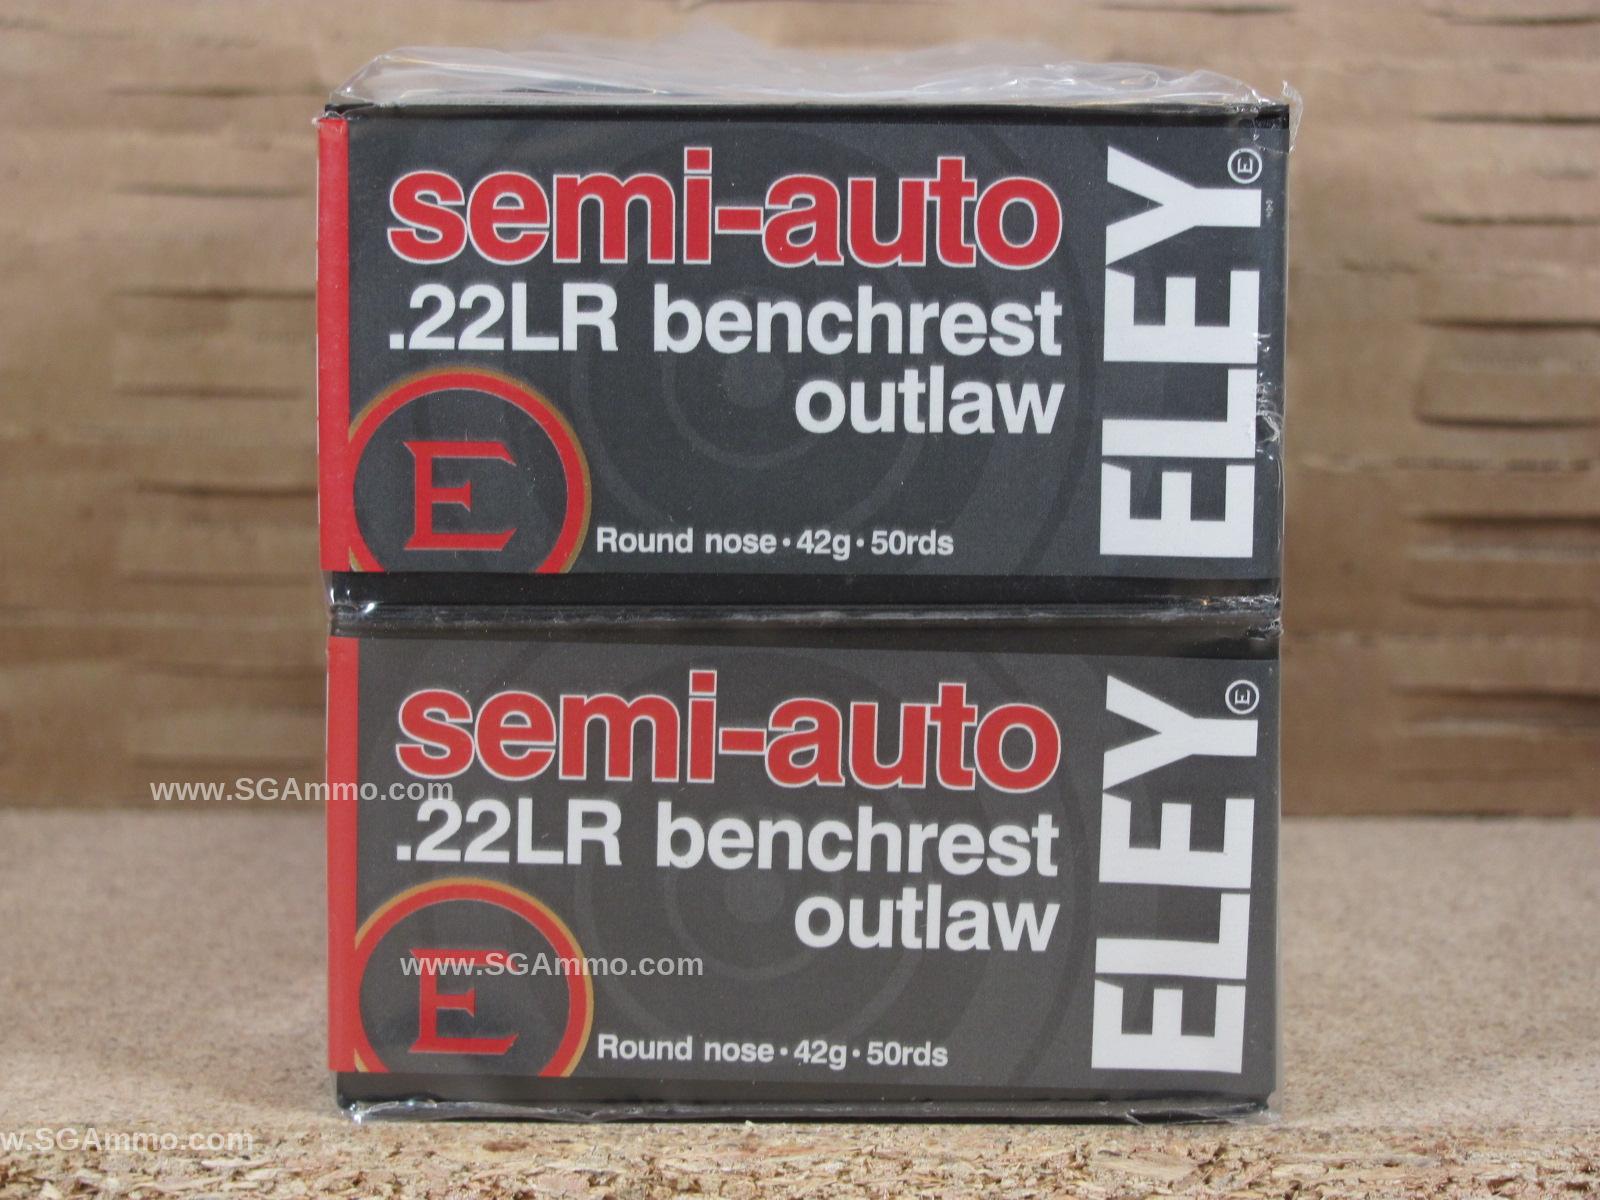 semi-auto
.22LR benchrest
outlaw
E
Round nose·42g·50rds
ELEY
E
semi-auto
.22LR benchrest
outlaw
E
Round nose·42g·50rds
ELEY
E
www.SGAmmo.com
www.SGAmmo.com
w.SGAmmo.com